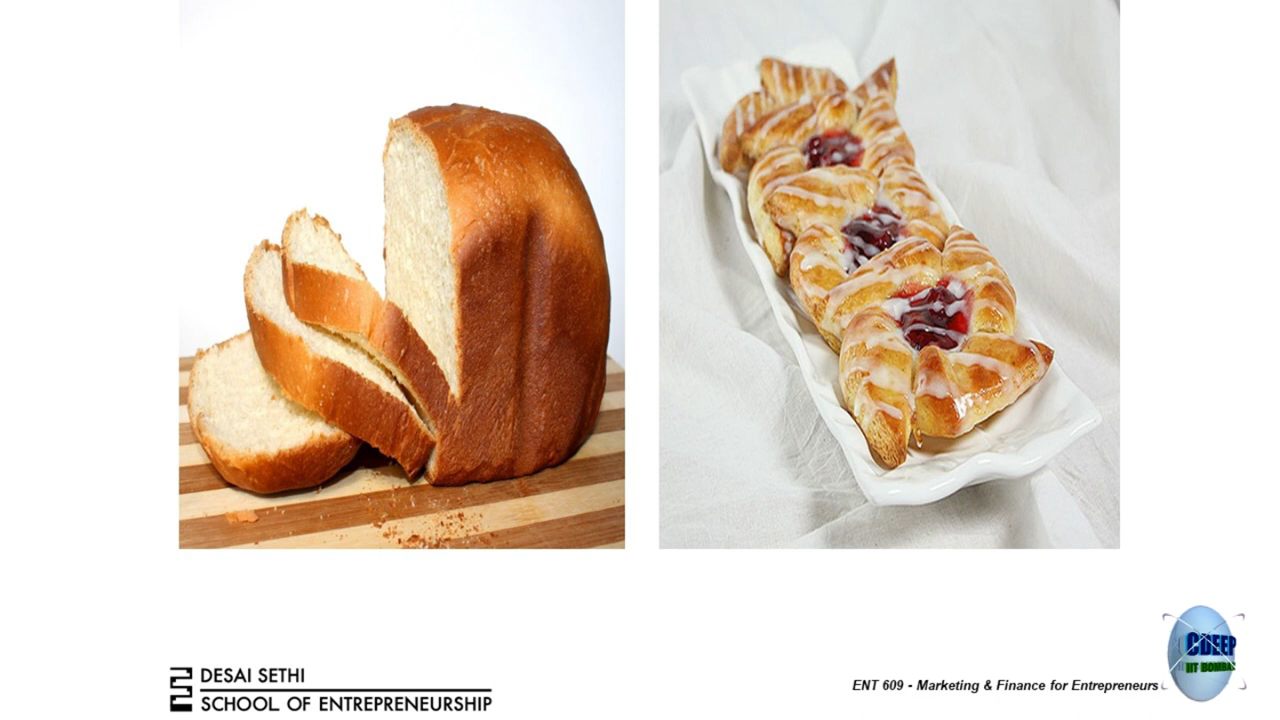 DESAI SETHI
SCHOOL OF ENTREPRENEURSHIP
ENT 609 - Marketing & Finance for Entrepreneurs
CDEEP
IIT BOMBAY